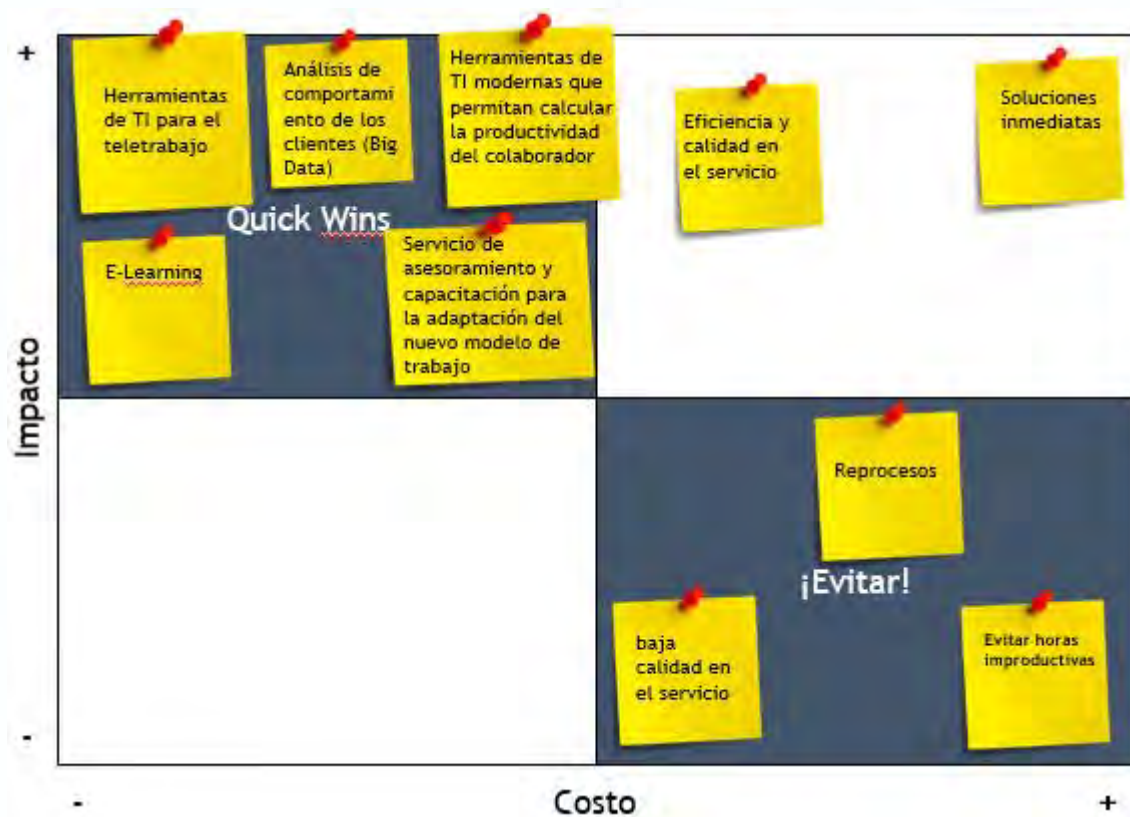 +
Herramientas
de TI para el
teletrabajo
Análisis de
comportami
ento de los
clientes (Big
Data)
Herramientas de
TI modernas que
permitan calcular
la productividad
del colaborador
Eficiencia y
calidad en
el servicio
Soluciones
inmediatas
Quick Wins
E-Learning
Servicio de
asesoramiento y
capacitación para
la adaptación del
nuevo modelo de
trabajo
Impacto
Reprocesos
¡Evitar!
baja
calidad en
el servicio
Evitar horas
improductivas
-
-
Costo
+